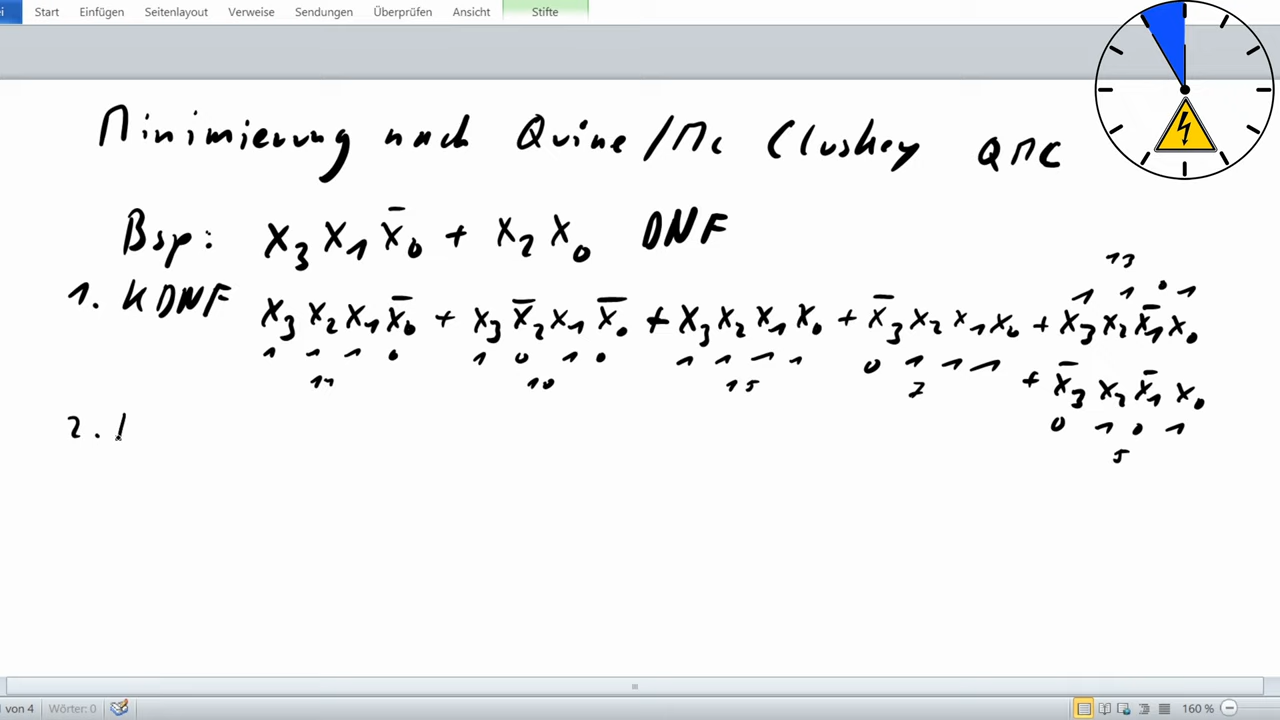 Start Einfügen Seitenlayout Verweise Sendungen Überprüfen Ansicht Stifte
Minimierung nach Quine/Mc Cluskey QMC
Bsp: x₃ x₁ x̄₀ + x₂ x₀ DNF
13
1 1 0 1
1. KDNF x₃ x₂ x₁ x̄₀ + x₃ x̄₂ x₁ x̄₀ + x₃ x₂ x₁ x₀ + x̄₃ x₂ x₁ x₀ + x₃ x₂ x̄₁ x₀
1 1 1 0 1 0 1 0 1 1 1 1 0 1 1 1
14 10 15 7
+ x̄₃ x₂ x̄₁ x₀
0 1 0 1
5
2.
von 4 Wörter: 0 160 %